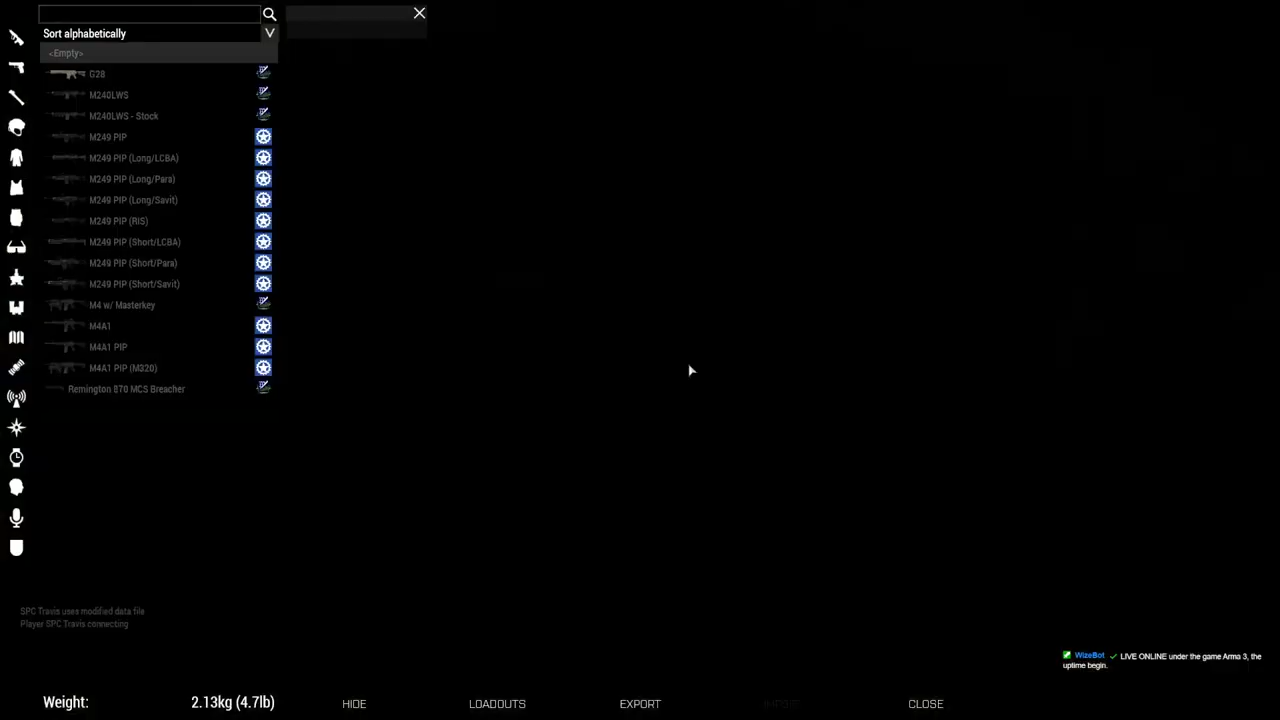 Sort alphabetically
<Empty>
G28
M240LWS
M240LWS - Stock
M249 PIP
M249 PIP (Long/LCBA)
M249 PIP (Long/Para)
M249 PIP (Long/Savit)
M249 PIP (RIS)
M249 PIP (Short/LCBA)
M249 PIP (Short/Para)
M249 PIP (Short/Savit)
M4 w/ Masterkey
M4A1
M4A1 PIP
M4A1 PIP (M320)
Remington 870 MCS Breacher
SPC Travis uses modified data file
Player SPC Travis connecting
WizeBot ✓ LIVE ONLINE under the game Arma 3, the
uptime begin.
Weight: 2.13kg (4.7lb) HIDE LOADOUTS EXPORT IMPORT CLOSE